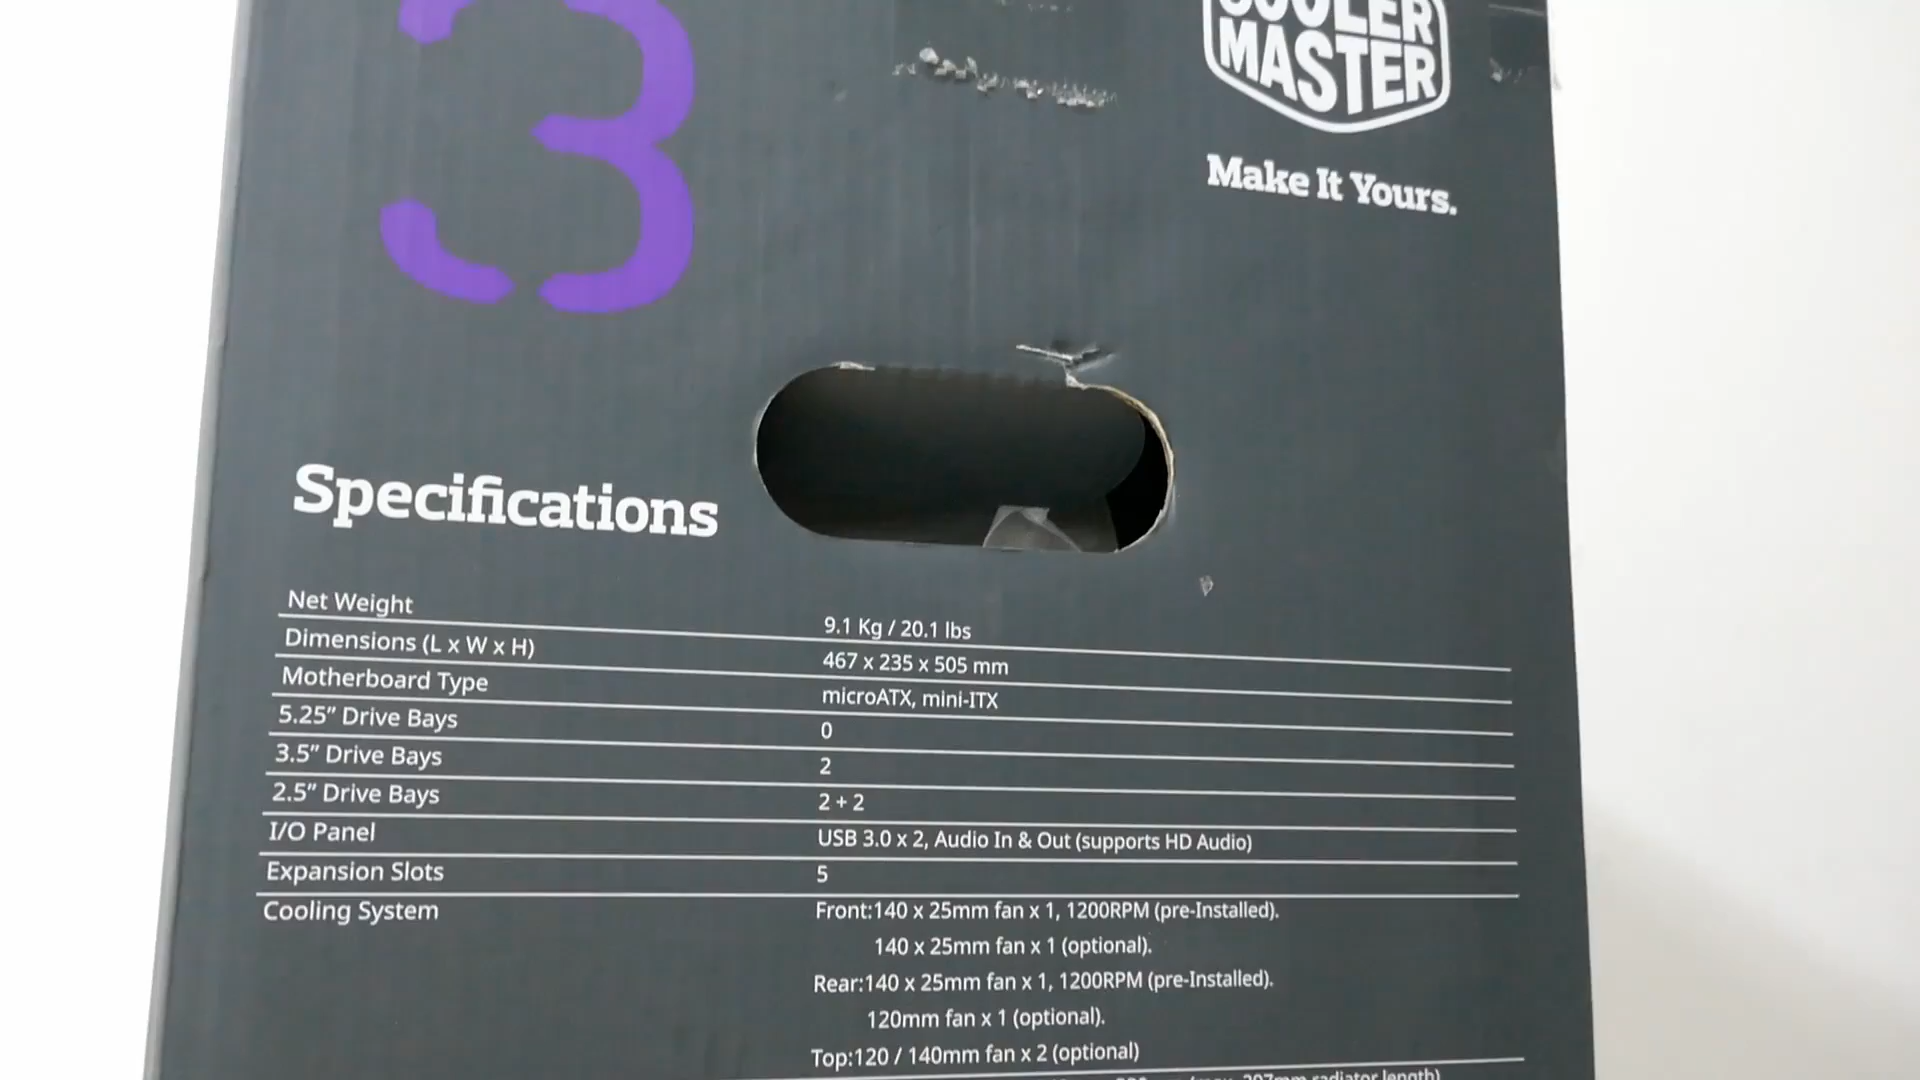 3
COOLER
MASTER
Make It Yours.
Specifications
Net Weight 9.1 Kg / 20.1 lbs
Dimensions (L x W x H) 467 x 235 x 505 mm
Motherboard Type microATX, mini-ITX
5.25” Drive Bays 0
3.5” Drive Bays 2
2.5” Drive Bays 2 + 2
I/O Panel USB 3.0 x 2, Audio In & Out (supports HD Audio)
Expansion Slots 5
Cooling System Front:140 x 25mm fan x 1, 1200RPM (pre-Installed).
140 x 25mm fan x 1 (optional).
Rear:140 x 25mm fan x 1, 1200RPM (pre-Installed).
120mm fan x 1 (optional).
Top:120 / 140mm fan x 2 (optional)
radiator length)